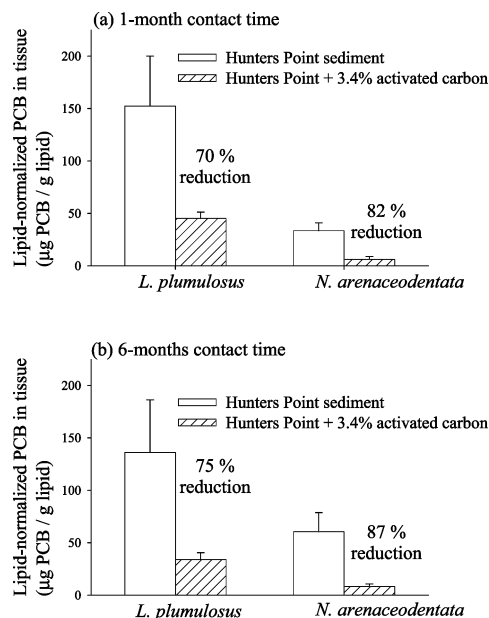 (a) 1-month contact time
Lipid-normalized PCB in tissue
(µg PCB / g lipid)
200
150
100
50
0
Hunters Point sediment
Hunters Point + 3.4% activated carbon
70 %
reduction
82 %
reduction
L. plumulosus
N. arenaceodentata
(b) 6-months contact time
Lipid-normalized PCB in tissue
(µg PCB / g lipid)
200
150
100
50
0
Hunters Point sediment
Hunters Point + 3.4% activated carbon
75 %
reduction
87 %
reduction
L. plumulosus
N. arenaceodentata